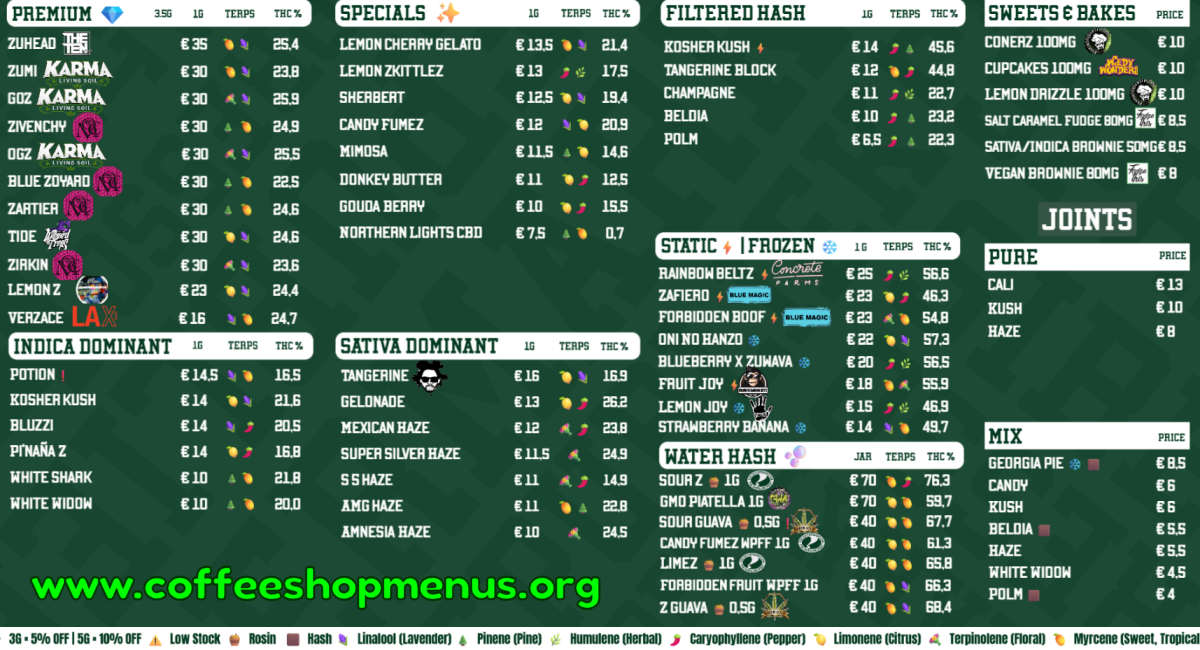 PREMIUM 3.5G 1G TERPS THC %
ZUHEAD THE TEN € 35 25,4
ZUMI KARMA LIVING SOIL € 30 23,8
GOZ KARMA LIVING SOIL € 30 25,9
ZIVENCHY € 30 24,9
OGZ KARMA LIVING SOIL € 30 25,5
BLUE ZOYARD € 30 22,5
ZARTIER € 30 24,6
TIDE € 30 24,6
ZIRKIN € 30 23,6
LEMON Z € 23 24,4
VERZACE LAX € 16 24,7
INDICA DOMINANT 1G TERPS THC %
POTION € 14,5 16,5
KOSHER KUSH € 14 21,6
BLUZZI € 14 20,5
PI'NAÑA Z € 14 16,8
WHITE SHARK € 10 21,8
WHITE WIDOW € 10 20,0
SPECIALS 1G TERPS THC %
LEMON CHERRY GELATO € 13,5 21,4
LEMON ZKITTLEZ € 13 17,5
SHERBERT € 12,5 19,4
CANDY FUMEZ € 12 20,9
MIMOSA € 11,5 14,6
DONKEY BUTTER € 11 12,5
GOUDA BERRY € 10 15,5
NORTHERN LIGHTS CBD € 7,5 0,7
SATIVA DOMINANT 1G TERPS THC %
TANGERINE € 16 16,9
GELONADE € 13 26.2
MEXICAN HAZE € 12 23,8
SUPER SILVER HAZE € 11,5 24,9
S S HAZE € 11 14,9
A.M.G HAZE € 11 22,8
AMNESIA HAZE € 10 24,5
FILTERED HASH 1G TERPS THC %
KOSHER KUSH € 14 45,6
TANGERINE BLOCK € 12 44,8
CHAMPAGNE € 11 22,7
BELDIA € 10 23,2
POLM € 6,5 22,3
STATIC | FROZEN 1 G TERPS THC %
RAINBOW BELTZ Concrete FARMS € 25 56,6
ZAFIERO BLUE MAGIC € 23 46,3
FORBIDDEN BOOF BLUE MAGIC € 23 54,8
ONI NO HANZO € 22 57,3
BLUEBERRY X ZUWAVA € 20 56,5
FRUIT JOY € 18 55,9
LEMON JOY € 15 46,9
STRAWBERRY BANANA € 14 49,7
WATER HASH JAR TERPS THC %
SOUR Z 1G € 70 76,3
GMO PIATELLA 1G € 70 59,7
SOUR GUAVA 0,5G € 40 67.7
CANDY FUMEZ WPFF 1G € 40 61.3
LIMEZ 1G € 40 65,8
FORBIDDEN FRUIT WPFF 1G € 40 66,3
Z GUAVA 0,5G € 40 68,4
SWEETS & BAKES PRICE
CONERZ 100MG € 10
CUPCAKES 100MG WEEDY WONDERS € 10
LEMON DRIZZLE 100MG € 10
SALT CARAMEL FUDGE 80MG € 8,5
SATIVA/INDICA BROWNIE 50MG € 8,5
VEGAN BROWNIE 80MG € 8
JOINTS
PURE PRICE
CALI € 13
KUSH € 10
HAZE € 8
MIX PRICE
GEORGIA PIE € 8,5
CANDY € 6
KUSH € 6
BELDIA € 5,5
HAZE € 5,5
WHITE WIDOW € 4,5
POLM € 4
www.coffeeshopmenus.org
3G = 5% OFF | 5G = 10% OFF Low Stock Rosin Hash Linalool (Lavender) Pinene (Pine) Humulene (Herbal) Caryophyllene (Pepper) Limonene (Citrus) Terpinolene (Floral) Myrcene (Sweet, Tropical